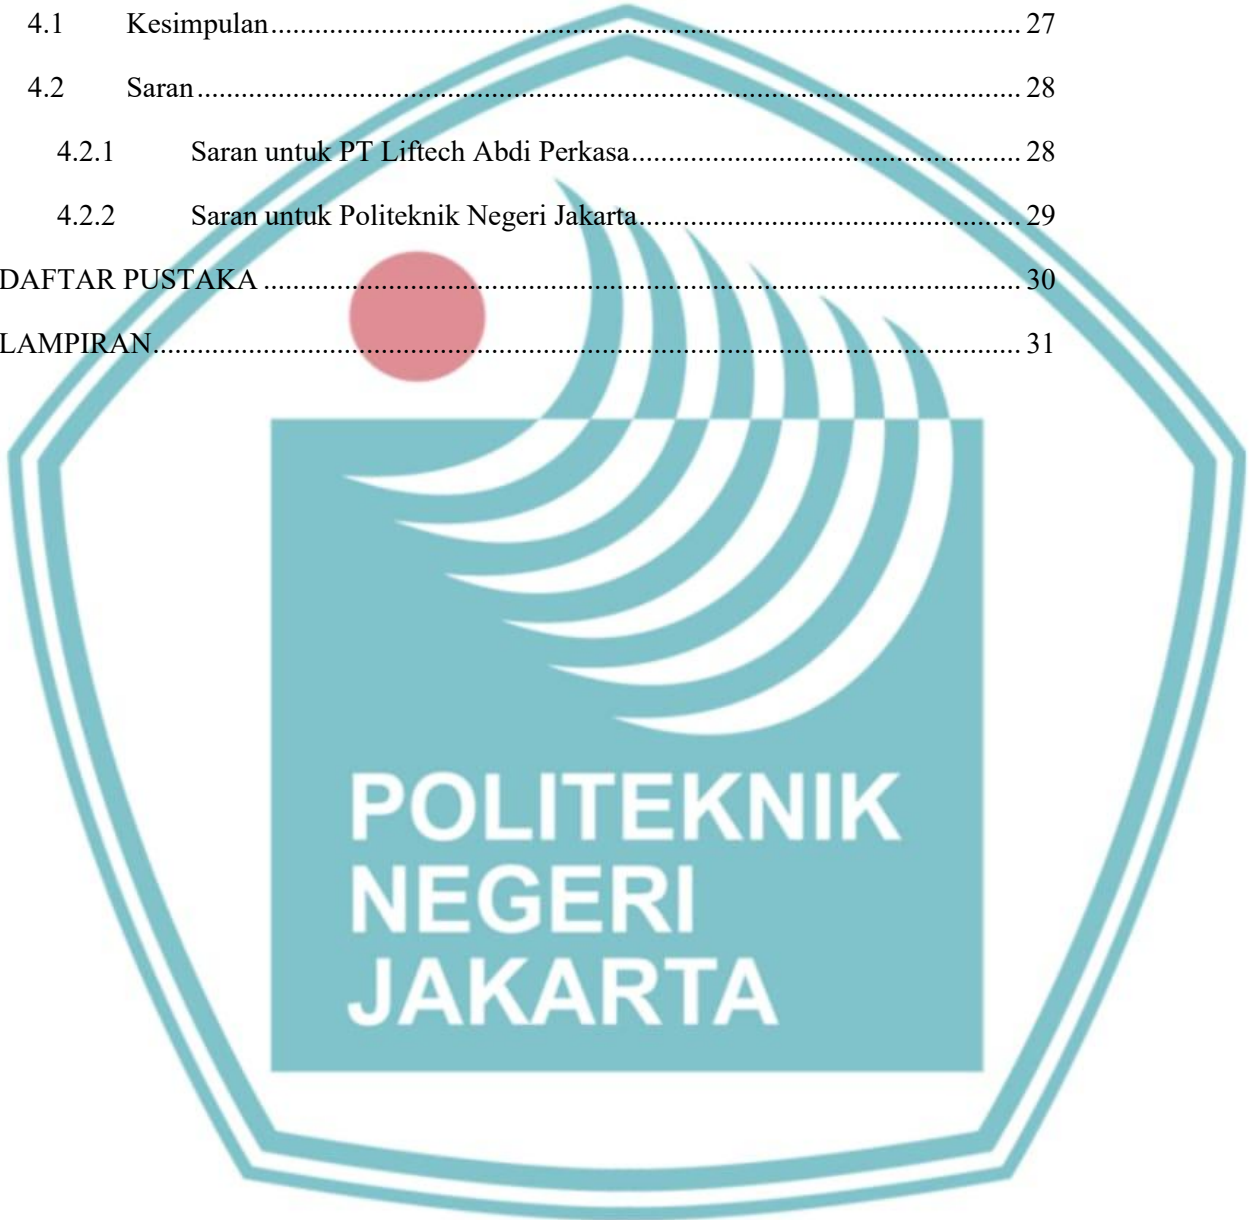 4.1 Kesimpulan........................................................................................................ 27
4.2 Saran.................................................................................................................. 28
4.2.1 Saran untuk PT Liftech Abdi Perkasa...................................................... 28
4.2.2 Saran untuk Politeknik Negeri Jakarta..................................................... 29
DAFTAR PUSTAKA......................................................................................................... 30
LAMPIRAN........................................................................................................................ 31
POLITEKNIK
NEGERI
JAKARTA